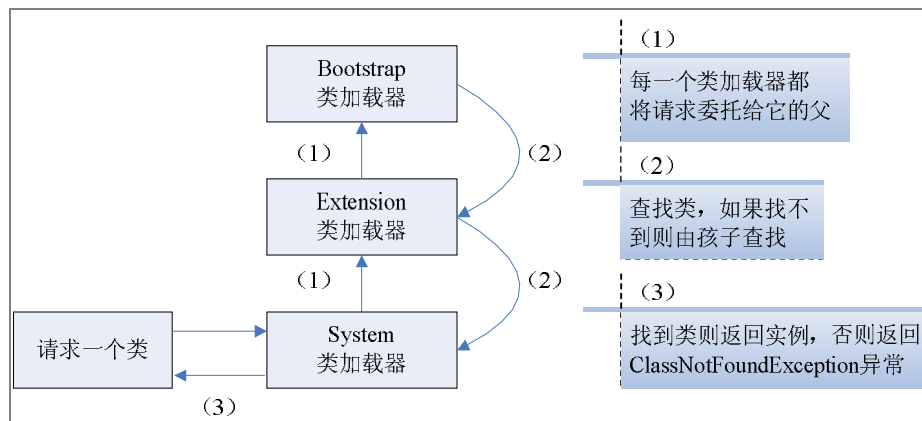 Bootstrap
类加载器
(1)
(2)
Extension
类加载器
(1)
(2)
请求一个类
System
类加载器
(3)
(1)
每一个类加载器都
将请求委托给它的父
(2)
查找类，如果找不
到则由孩子查找
(3)
找到类则返回实例，否则返回
ClassNotFoundException异常